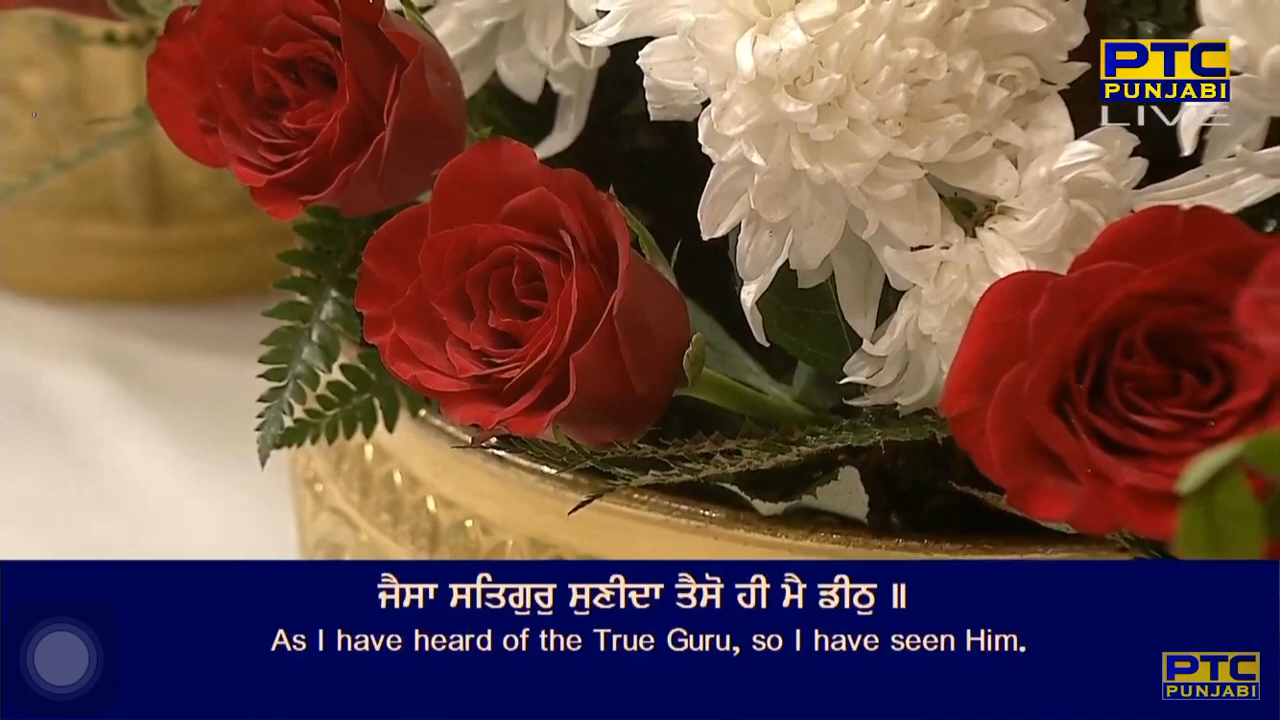 PTC
PUNJABI
LIVE
ਜੈਸਾ ਸਤਿਗੁਰੁ ਸੁਣੀਦਾ ਤੈਸੋ ਹੀ ਮੈ ਡੀਠੁ ॥
As I have heard of the True Guru, so I have seen Him.
PTC
PUNJABI